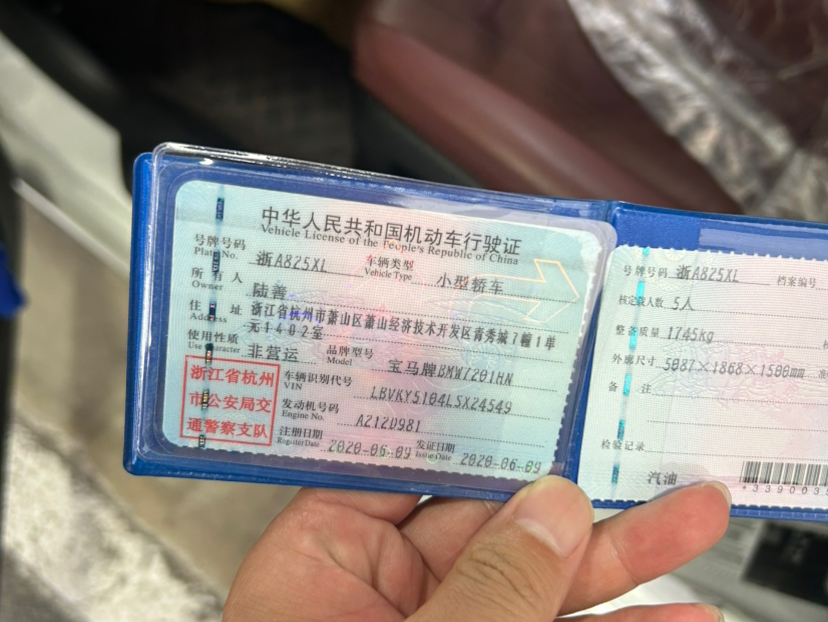 中华人民共和国机动车行驶证
Vehicle License of the People's Republic of China
号牌号码 浙A825XL 车辆类型 小型轿车
Plate No. Vehicle Type
所有人 陆善
Owner
住址 浙江省杭州市萧山区萧山经济技术开发区青秀城7幢1单
Address 元1402室
使用性质 非营运 品牌型号 宝马牌BMW7201HN
Use Character Model
浙江省杭州
市公安局交
通警察支队
车辆识别代号 LBVKY5104LSX24549
VIN
发动机号码 A212D981
Engine No.
注册日期 2020-06-09 发证日期 2020-06-09
Register Date Issue Date
号牌号码 浙A825XL 档案编号
核定载人数 5人
整备质量 1745kg
外廓尺寸 5087×1868×1500mm
备注
检验记录
汽油
*339003